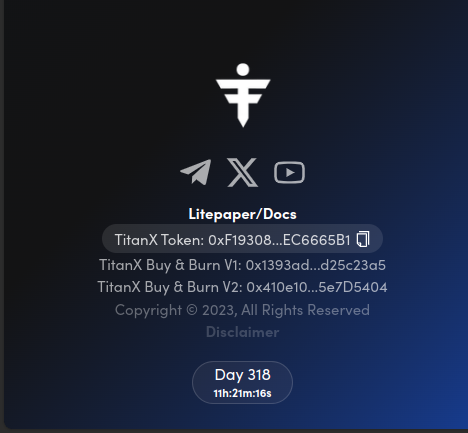 Litepaper/Docs
TitanX Token: 0xF19308...EC6665B1
TitanX Buy & Burn V1: 0x1393ad...d25c23a5
TitanX Buy & Burn V2: 0x410e10...5e7D5404
Copyright © 2023, All Rights Reserved
Disclaimer
Day 318
11h:21m:16s